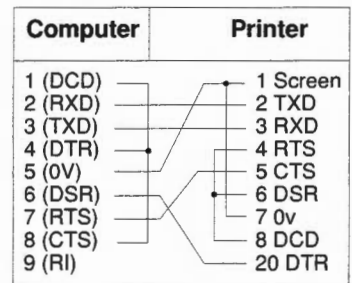 Computer Printer
1 (DCD) 1 Screen
2 (RXD) 2 TXD
3 (TXD) 3 RXD
4 (DTR) 4 RTS
5 (0V) 5 CTS
6 (DSR) 6 DSR
7 (RTS) 7 0v
8 (CTS) 8 DCD
9 (RI) 20 DTR